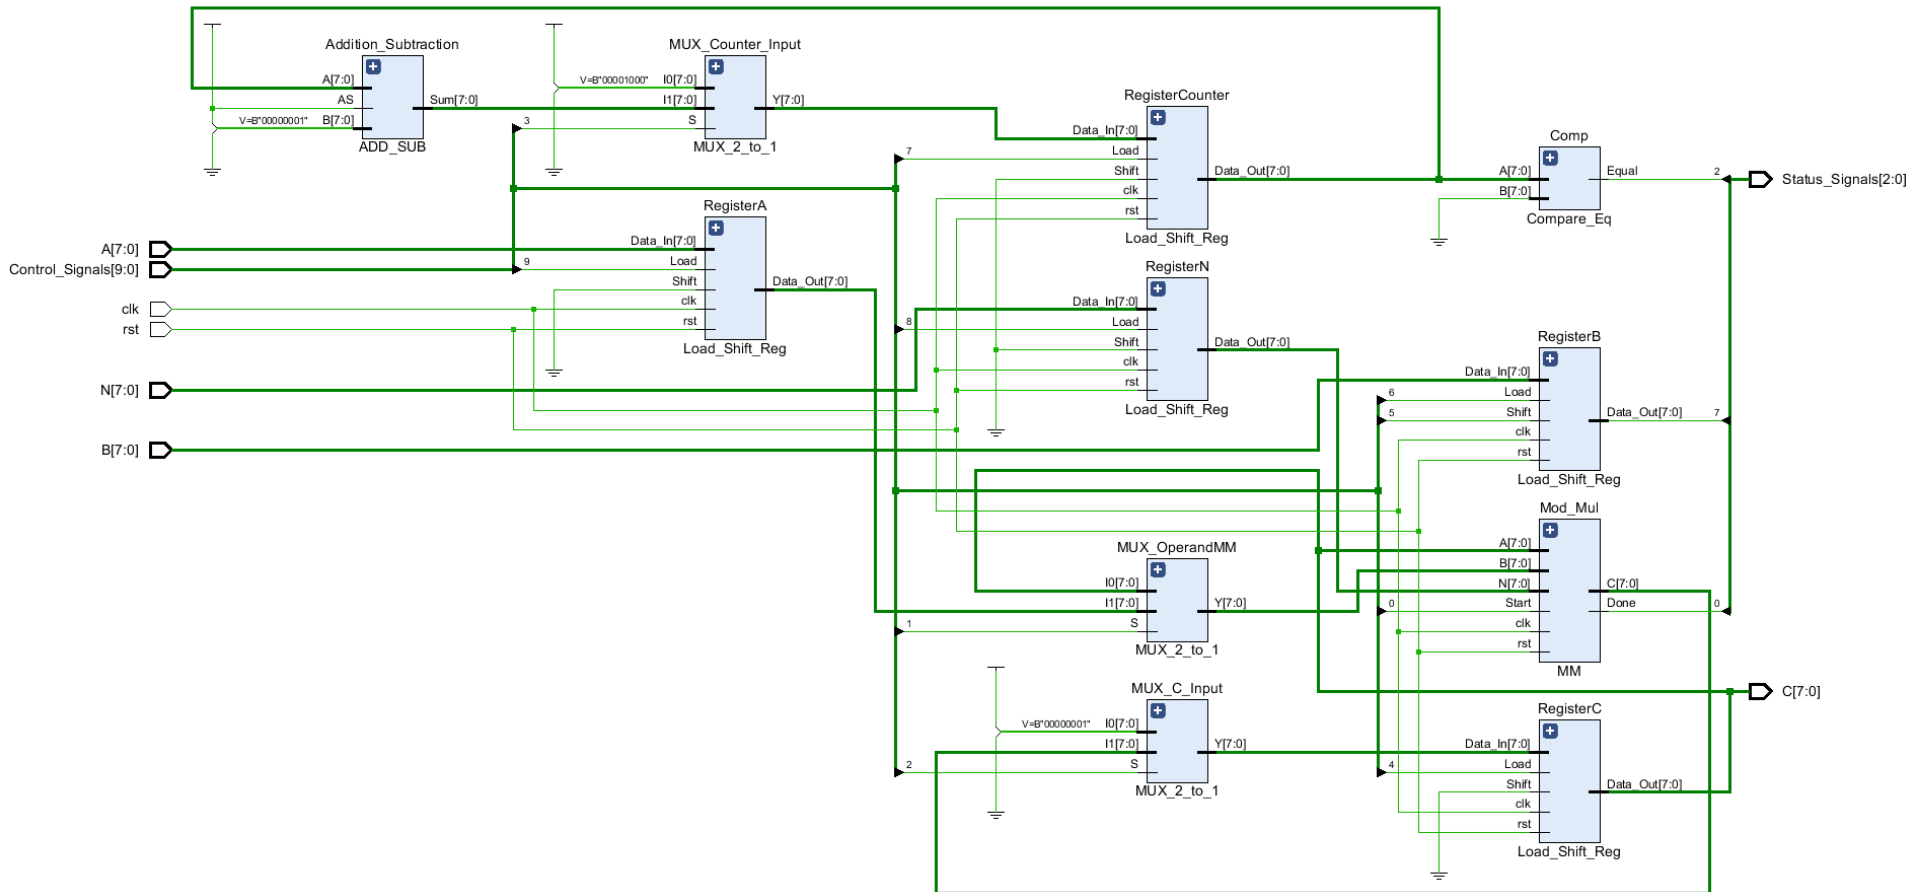 Addition_Subtraction
A[7:0]
AS
V=B"00000001"
B[7:0]
Sum[7:0]
ADD_SUB
MUX_Counter_Input
V=B"00001000"
I0[7:0]
I1[7:0]
3
S
Y[7:0]
MUX_2_to_1
RegisterCounter
Data_In[7:0]
7
Load
Shift
clk
rst
Data_Out[7:0]
Load_Shift_Reg
Comp
A[7:0]
B[7:0]
Equal
2
Compare_Eq
Status_Signals[2:0]
A[7:0]
Control_Signals[9:0]
clk
rst
N[7:0]
B[7:0]
RegisterA
Data_In[7:0]
9
Load
Shift
clk
rst
Data_Out[7:0]
Load_Shift_Reg
RegisterN
Data_In[7:0]
8
Load
Shift
clk
rst
Data_Out[7:0]
Load_Shift_Reg
RegisterB
Data_In[7:0]
6
Load
5
Shift
clk
rst
Data_Out[7:0]
7
Load_Shift_Reg
Mod_Mul
A[7:0]
B[7:0]
N[7:0]
0
Start
clk
rst
C[7:0]
Done
0
MM
MUX_OperandMM
I0[7:0]
I1[7:0]
1
S
Y[7:0]
MUX_2_to_1
MUX_C_Input
V=B"00000001"
I0[7:0]
I1[7:0]
2
S
Y[7:0]
MUX_2_to_1
C[7:0]
RegisterC
Data_In[7:0]
4
Load
Shift
clk
rst
Data_Out[7:0]
Load_Shift_Reg